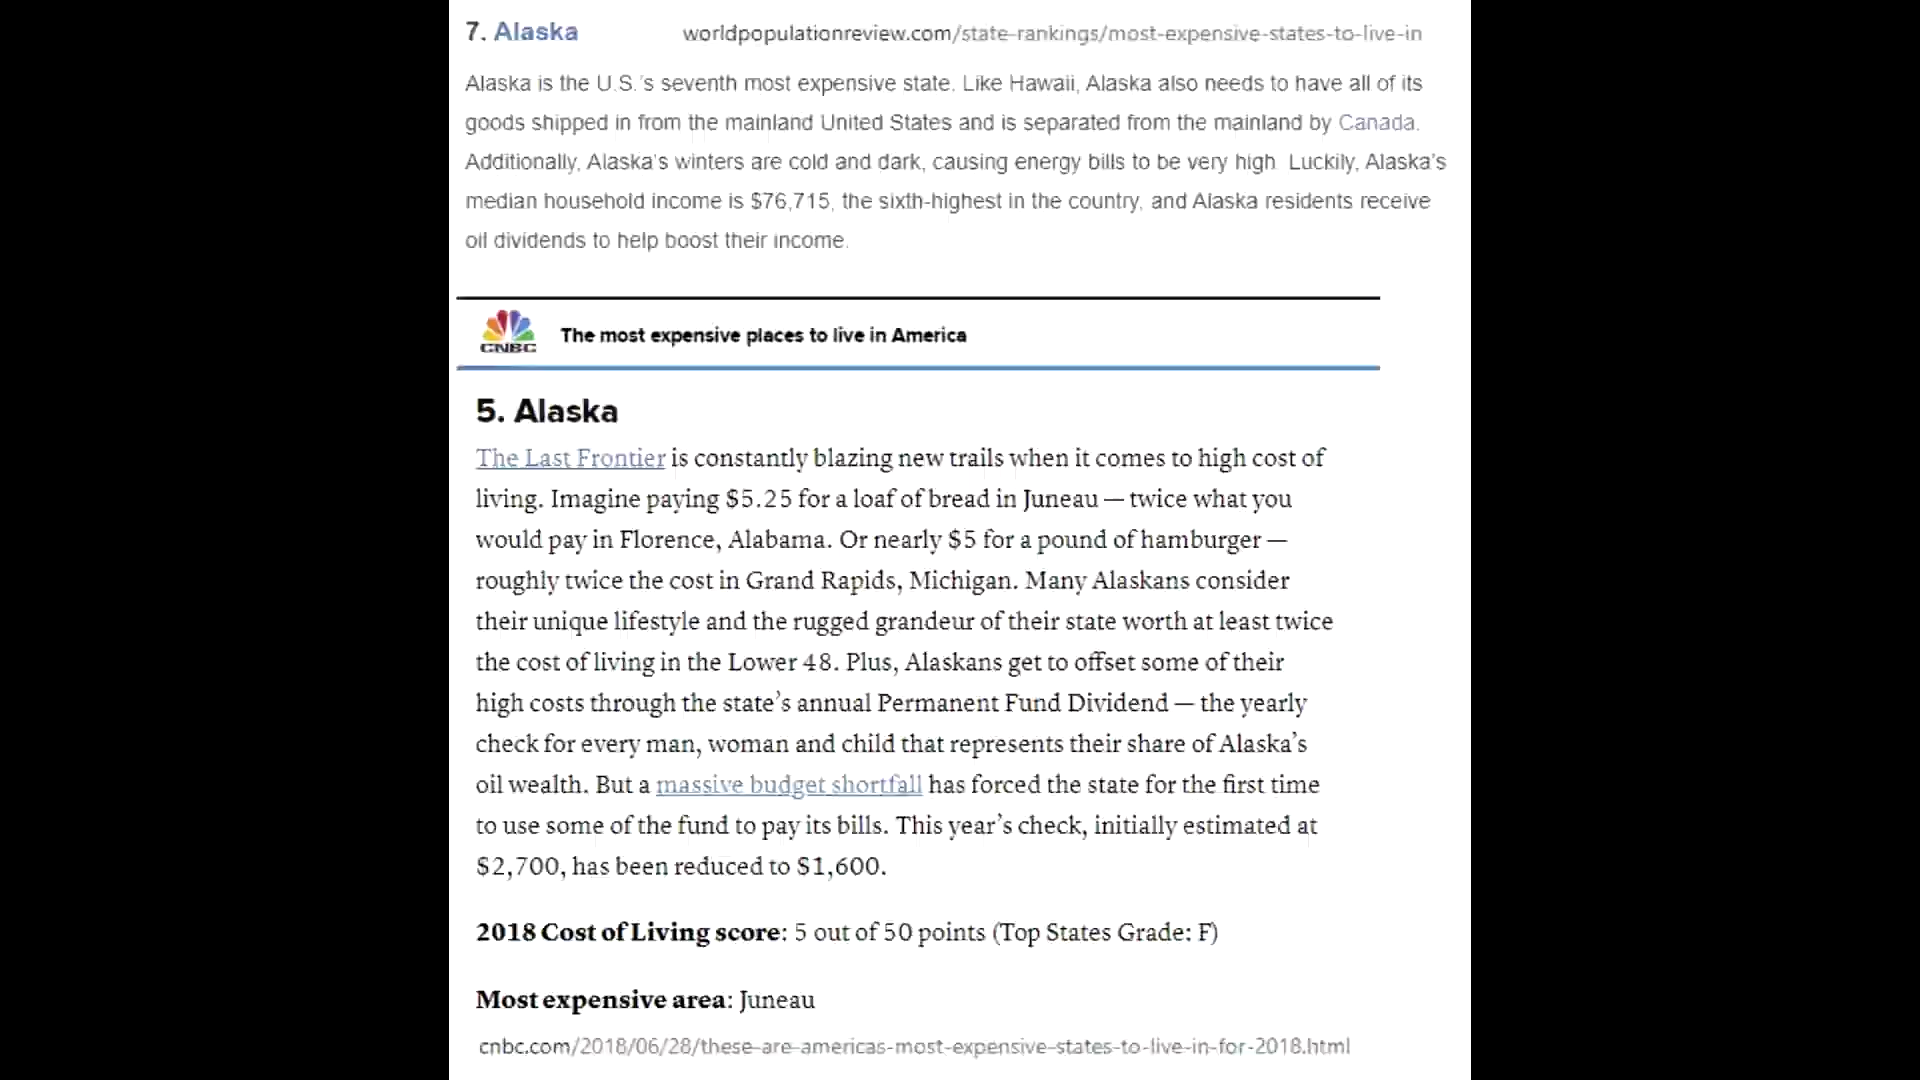 7. Alaska
worldpopulationreview.com/state-rankings/most-expensive-states-to-live-in
Alaska is the U.S.'s seventh most expensive state. Like Hawaii, Alaska also needs to have all of its
goods shipped in from the mainland United States and is separated from the mainland by Canada.
Additionally, Alaska's winters are cold and dark, causing energy bills to be very high. Luckily, Alaska's
median household income is $76,715, the sixth-highest in the country, and Alaska residents receive
oil dividends to help boost their income.
CNBC
The most expensive places to live in America
5. Alaska
The Last Frontier is constantly blazing new trails when it comes to high cost of
living. Imagine paying $5.25 for a loaf of bread in Juneau — twice what you
would pay in Florence, Alabama. Or nearly $5 for a pound of hamburger —
roughly twice the cost in Grand Rapids, Michigan. Many Alaskans consider
their unique lifestyle and the rugged grandeur of their state worth at least twice
the cost of living in the Lower 48. Plus, Alaskans get to offset some of their
high costs through the state's annual Permanent Fund Dividend — the yearly
check for every man, woman and child that represents their share of Alaska's
oil wealth. But a massive budget shortfall has forced the state for the first time
to use some of the fund to pay its bills. This year's check, initially estimated at
$2,700, has been reduced to $1,600.
2018 Cost of Living score: 5 out of 50 points (Top States Grade: F)
Most expensive area: Juneau
cnbc.com/2018/06/28/these-are-americas-most-expensive-states-to-live-in-for-2018.html